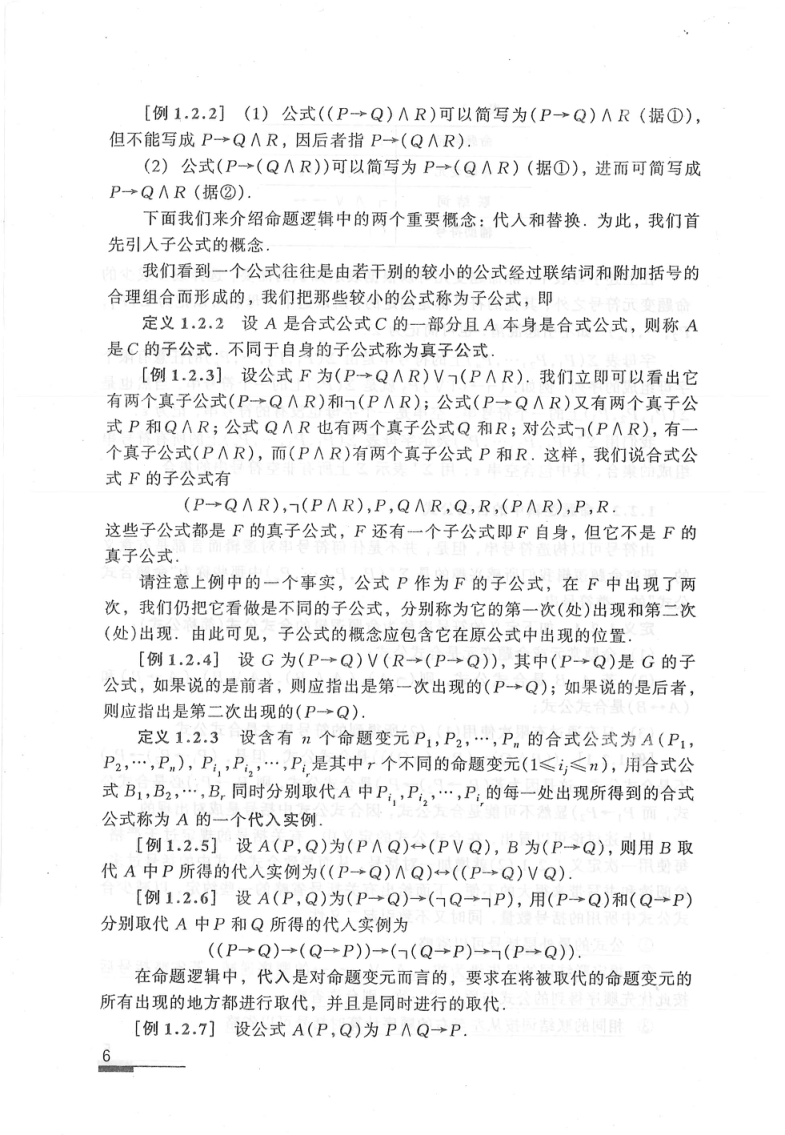 [例 1.2.2] (1) 公式((P→Q)∧R)可以简写为(P→Q)∧R(据①),
但不能写成 P→Q∧R,因后者指 P→(Q∧R).
(2) 公式(P→(Q∧R))可以简写为 P→(Q∧R)(据①),进而可简写成
P→Q∧R(据②).
下面我们来介绍命题逻辑中的两个重要概念:代入和替换. 为此,我们首
先引入子公式的概念.
我们看到一个公式往往是由若干别的较小的公式经过联结词和附加括号的
合理组合而形成的,我们把那些较小的公式称为子公式,即
定义 1.2.2 设 A 是合式公式 C 的一部分且 A 本身是合式公式,则称 A
是 C 的子公式. 不同于自身的子公式称为真子公式.
[例 1.2.3] 设公式 F 为(P→Q∧R)∨┐(P∧R). 我们立即可以看出它
有两个真子公式(P→Q∧R)和┐(P∧R);公式(P→Q∧R)又有两个真子公
式 P 和 Q∧R;公式 Q∧R 也有两个真子公式 Q 和 R;对公式┐(P∧R),有一
个真子公式(P∧R),而(P∧R)有两个真子公式 P 和 R. 这样,我们说合式公
式 F 的子公式有
(P→Q∧R),┐(P∧R),P,Q∧R,Q,R,(P∧R),P,R.
这些子公式都是 F 的真子公式,F 还有一个子公式即 F 自身,但它不是 F 的
真子公式.
请注意上例中的一个事实,公式 P 作为 F 的子公式,在 F 中出现了两
次,我们仍把它看做是不同的子公式,分别称为它的第一次(处)出现和第二次
(处)出现. 由此可见,子公式的概念应包含它在原公式中出现的位置.
[例 1.2.4] 设 G 为(P→Q)∨(R→(P→Q)),其中(P→Q)是 G 的子
公式,如果说的是前者,则应指出是第一次出现的(P→Q);如果说的是后者,
则应指出是第二次出现的(P→Q).
定义 1.2.3 设含有 n 个命题变元 P₁,P₂,…,Pₙ 的合式公式为 A(P₁,
P₂,…,Pₙ),P_{i₁},P_{i₂},…,P_{iᵣ}是其中 r 个不同的命题变元(1≤iⱼ≤n),用合式公
式 B₁,B₂,…,Bᵣ 同时分别取代 A 中 P_{i₁},P_{i₂},…,P_{iᵣ}的每一处出现所得到的合式
公式称为 A 的一个代入实例.
[例 1.2.5] 设 A(P,Q)为(P∧Q)↔(P∨Q),B 为(P→Q),则用 B 取
代 A 中 P 所得的代入实例为((P→Q)∧Q)↔((P→Q)∨Q).
[例 1.2.6] 设 A(P,Q)为(P→Q)→(┐Q→┐P),用(P→Q)和(Q→P)
分别取代 A 中 P 和 Q 所得的代入实例为
((P→Q)→(Q→P))→(┐(Q→P)→┐(P→Q)).
在命题逻辑中,代入是对命题变元而言的,要求在将被取代的命题变元的
所有出现的地方都进行取代,并且是同时进行的取代.
[例 1.2.7] 设公式 A(P,Q)为 P∧Q→P.
6